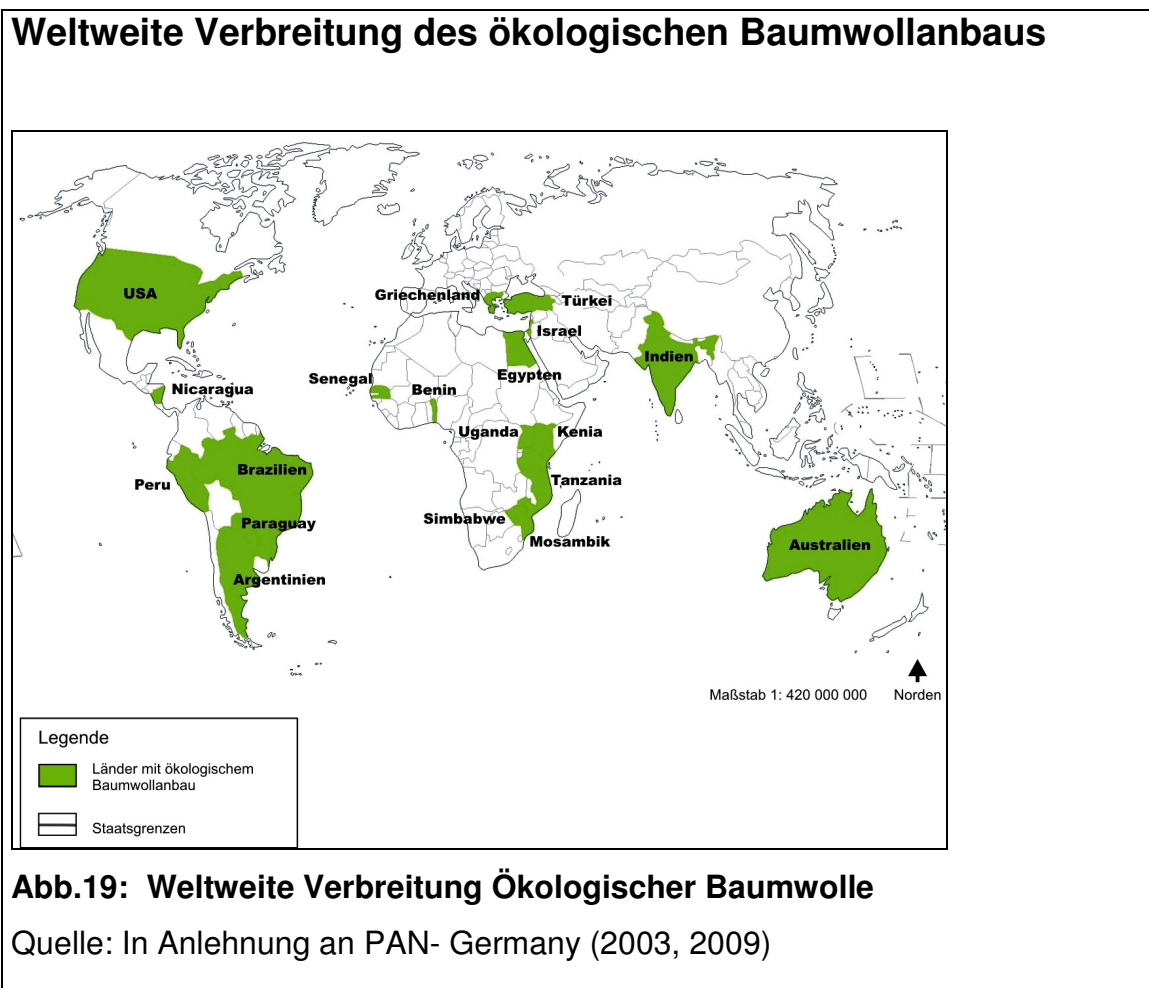 Weltweite Verbreitung des ökologischen Baumwollanbaus
USA
Griechenland
Türkei
Israel
Indien
Nicaragua
Senegal
Benin
Egypten
Uganda
Kenia
Brazilien
Peru
Tanzania
Paraguay
Simbabwe
Mosambik
Australien
Argentinien
Maßstab 1: 420 000 000
Norden
Legende
Länder mit ökologischem
Baumwollanbau
Staatsgrenzen
Abb.19: Weltweite Verbreitung Ökologischer Baumwolle
Quelle: In Anlehnung an PAN- Germany (2003, 2009)